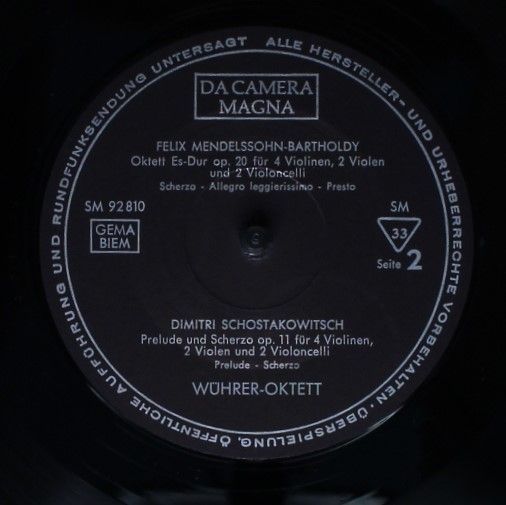 ALLE HERSTELLER- UND URHEBERRECHTE VORBEHALTEN · ÜBERSPIELUNG, ÖFFENTLICHE AUFFÜHRUNG UND RUNDFUNKSENDUNG UNTERSAGT
DA CAMERA
MAGNA
FELIX MENDELSSOHN-BARTHOLDY
Oktett Es-Dur op. 20 für 4 Violinen, 2 Violen
und 2 Violoncelli
Scherzo - Allegro leggierissimo - Presto
SM 92810
SM
GEMA
BIEM
33
Seite 2
DIMITRI SCHOSTAKOWITSCH
Prelude und Scherzo op. 11 für 4 Violinen,
2 Violen und 2 Violoncelli
Prelude - Scherzo
WÜHRER-OKTETT